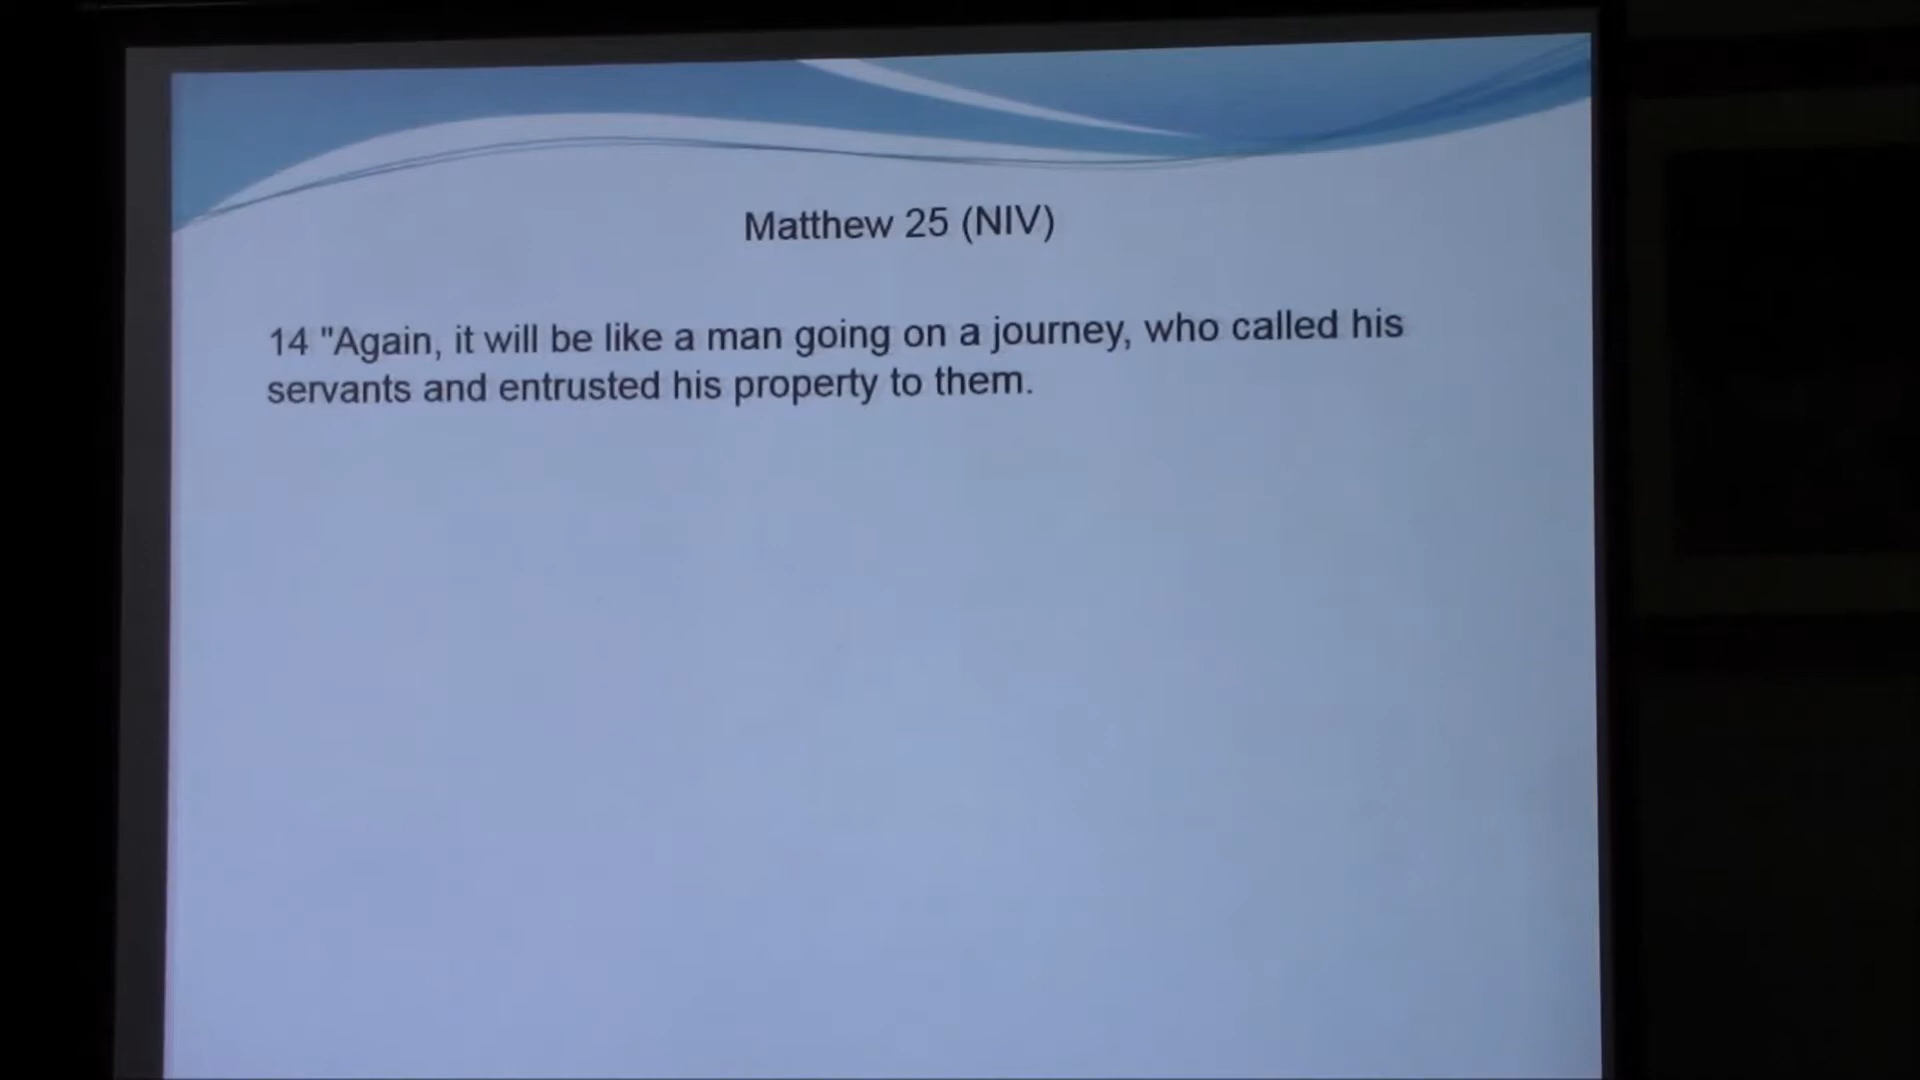 Matthew 25 (NIV)
14 "Again, it will be like a man going on a journey, who called his
servants and entrusted his property to them.